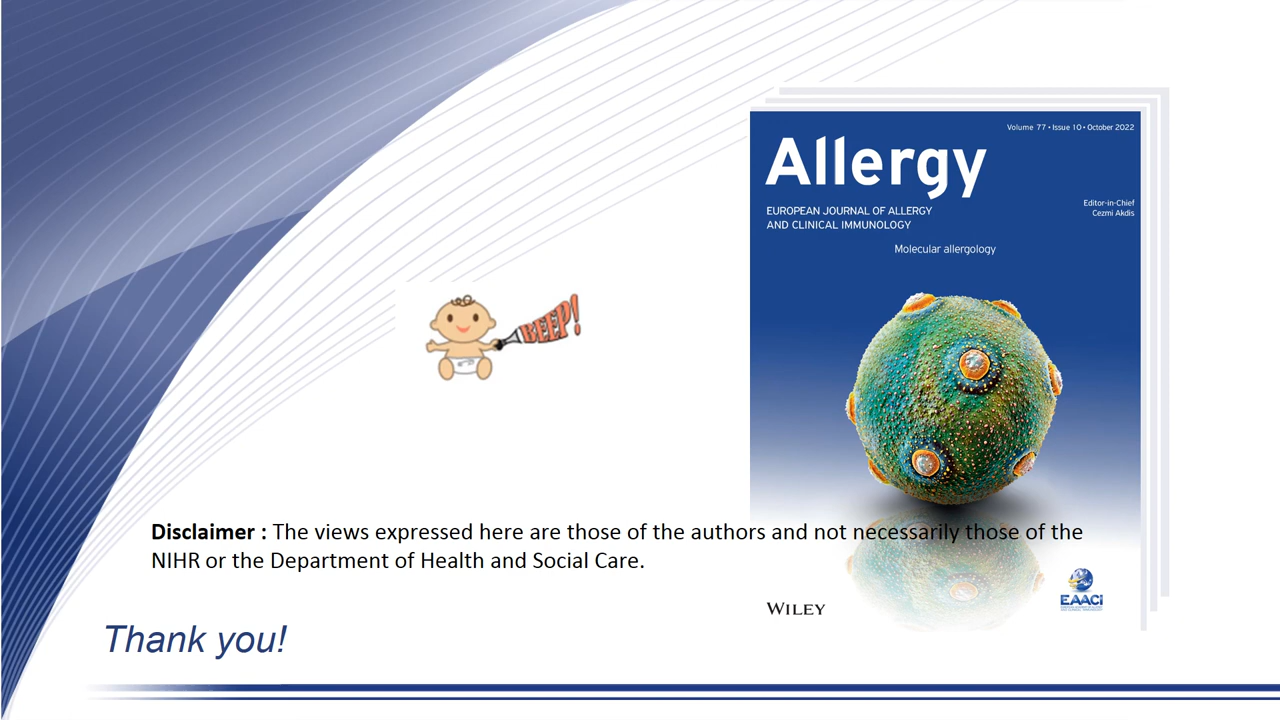 Volume 77 • Issue 10 • October 2022
Allergy
Editor-in-Chief
Cezmi Akdis
EUROPEAN JOURNAL OF ALLERGY
AND CLINICAL IMMUNOLOGY
Molecular allergology
BEEP!
Disclaimer : The views expressed here are those of the authors and not necessarily those of the
NIHR or the Department of Health and Social Care.
EAACI
WILEY
Thank you!